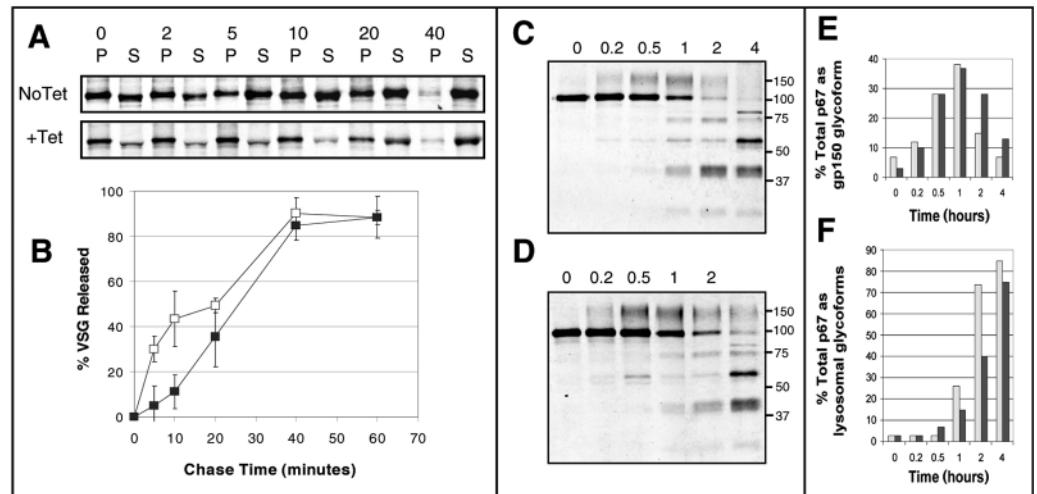 A
0 2 5 10 20 40
P S P S P S P S P S P S
NoTet
+Tet
B
% VSG Released
100
80
60
40
20
0
0 10 20 30 40 50 60 70
Chase Time (minutes)
C
0 0.2 0.5 1 2 4
150
100
75
50
37
D
0 0.2 0.5 1 2
150
100
75
50
37
E
% Total p67 as
gp150 glycoform
40
30
20
10
0
0 0.2 0.5 1 2 4
Time (hours)
F
% Total p67 as
lysosomal glycoforms
90
80
70
60
50
40
30
20
10
0
0 0.2 0.5 1 2 4
Time (hours)